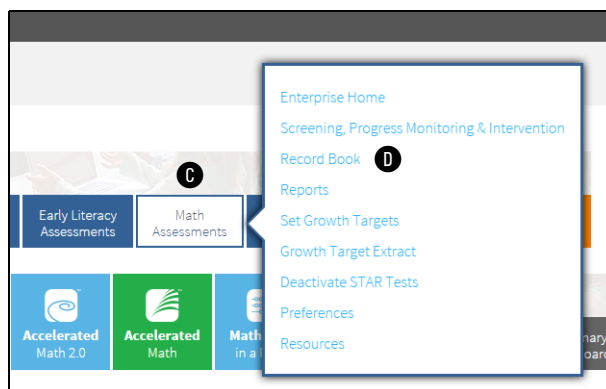 Enterprise Home
Screening, Progress Monitoring & Intervention
Record Book D
Reports
Set Growth Targets
Growth Target Extract
Deactivate STAR Tests
Preferences
Resources
C
Early Literacy
Assessments
Math
Assessments
Accelerated
Math 2.0
Accelerated
Math
Math
in a